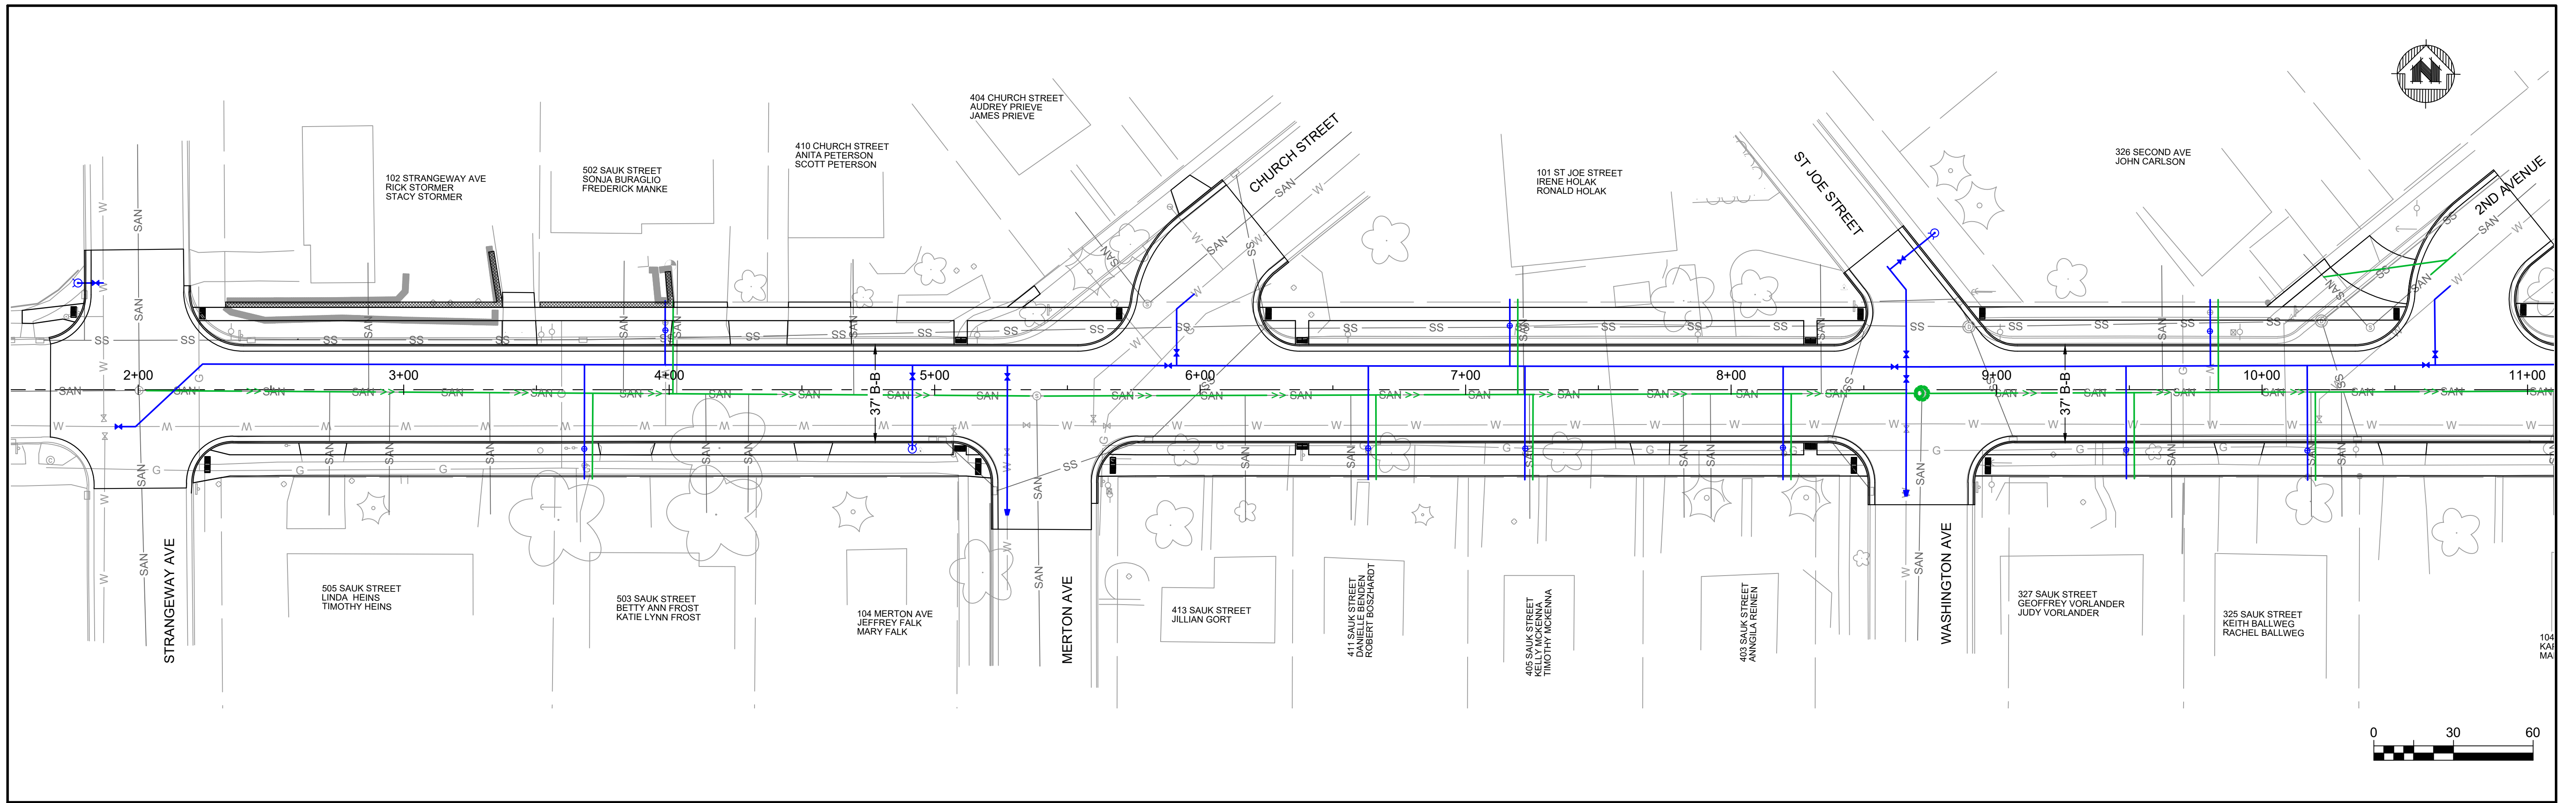 404 CHURCH STREET
AUDREY PRIEVE
JAMES PRIEVE
CHURCH STREET
410 CHURCH STREET
ANITA PETERSON
SCOTT PETERSON
502 SAUK STREET
SONJA BURAGLIO
FREDERICK MANKE
102 STRANGEWAY AVE
RICK STORMER
STACY STORMER
101 ST JOE STREET
IRENE HOLAK
RONALD HOLAK
ST JOE STREET
326 SECOND AVE
JOHN CARLSON
2ND AVENUE
N
2+00
3+00
4+00
5+00
6+00
7+00
8+00
9+00
10+00
11+00
37' B-B
37' B-B
SAN
SS
W
G
STRANGEWAY AVE
505 SAUK STREET
LINDA HEINS
TIMOTHY HEINS
503 SAUK STREET
BETTY ANN FROST
KATIE LYNN FROST
104 MERTON AVE
JEFFREY FALK
MARY FALK
MERTON AVE
413 SAUK STREET
JILLIAN GORT
411 SAUK STREET
DANIELLE BENDEN
ROBERT BOSZHARDT
405 SAUK STREET
KELLY MCKENNA
TIMOTHY MCKENNA
403 SAUK STREET
ANNGILA REINEN
WASHINGTON AVE
327 SAUK STREET
GEOFFREY VORLANDER
JUDY VORLANDER
325 SAUK STREET
KEITH BALLWEG
RACHEL BALLWEG
104
KAR
MA
0 30 60